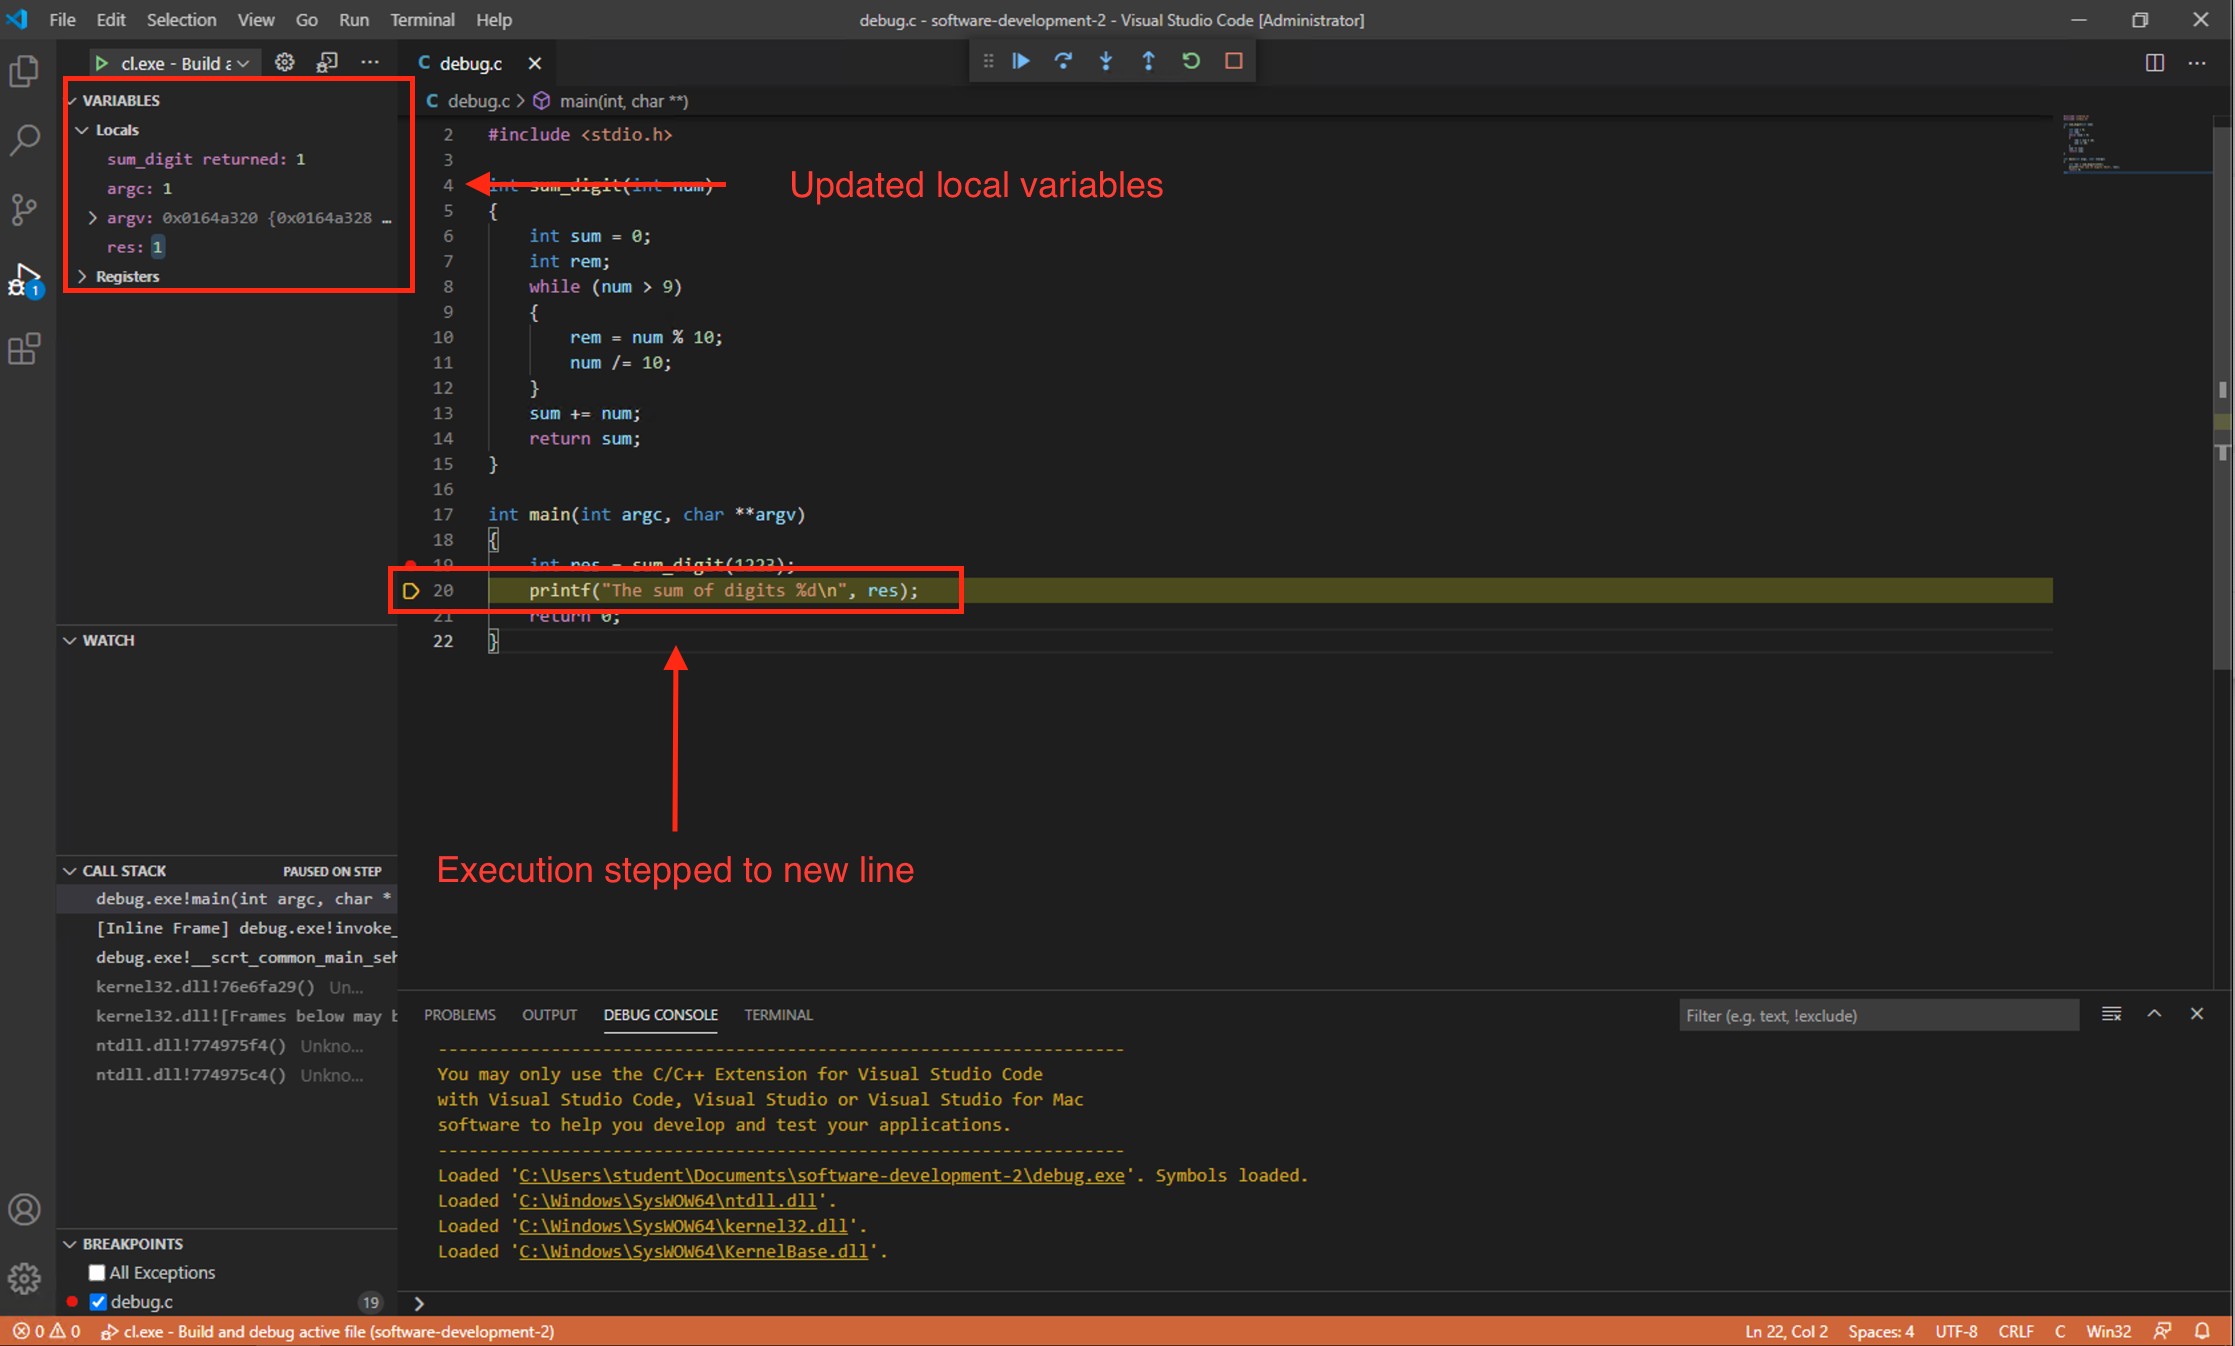 File Edit Selection View Go Run Terminal Help
debug.c - software-development-2 - Visual Studio Code [Administrator]
cl.exe - Build a
debug.c
VARIABLES
Locals
sum_digit returned: 1
argc: 1
argv: 0x0164a320 {0x0164a328 …
res: 1
Registers
WATCH
CALL STACK PAUSED ON STEP
debug.exe!main(int argc, char *
[Inline Frame] debug.exe!invoke_
debug.exe!__scrt_common_main_seh
kernel32.dll!76e6fa29() Un...
kernel32.dll![Frames below may b
ntdll.dll!774975f4() Unkno...
ntdll.dll!774975c4() Unkno...
BREAKPOINTS
All Exceptions
debug.c 19
C debug.c > main(int, char **)
2 #include <stdio.h>
3
4 int sum_digit(int num)
5 {
6 int sum = 0;
7 int rem;
8 while (num > 9)
9 {
10 rem = num % 10;
11 num /= 10;
12 }
13 sum += num;
14 return sum;
15 }
16
17 int main(int argc, char **argv)
18 {
19 int res = sum_digit(1223);
20 printf("The sum of digits %d\n", res);
21 return 0;
22 }
Updated local variables
Execution stepped to new line
PROBLEMS OUTPUT DEBUG CONSOLE TERMINAL
Filter (e.g. text, !exclude)
-------------------------------------------------------------------
You may only use the C/C++ Extension for Visual Studio Code
with Visual Studio Code, Visual Studio or Visual Studio for Mac
software to help you develop and test your applications.
-------------------------------------------------------------------
Loaded 'C:\Users\student\Documents\software-development-2\debug.exe'. Symbols loaded.
Loaded 'C:\Windows\SysWOW64\ntdll.dll'.
Loaded 'C:\Windows\SysWOW64\kernel32.dll'.
Loaded 'C:\Windows\SysWOW64\KernelBase.dll'.
1
0 0 cl.exe - Build and debug active file (software-development-2)
Ln 22, Col 2 Spaces: 4 UTF-8 CRLF C Win32